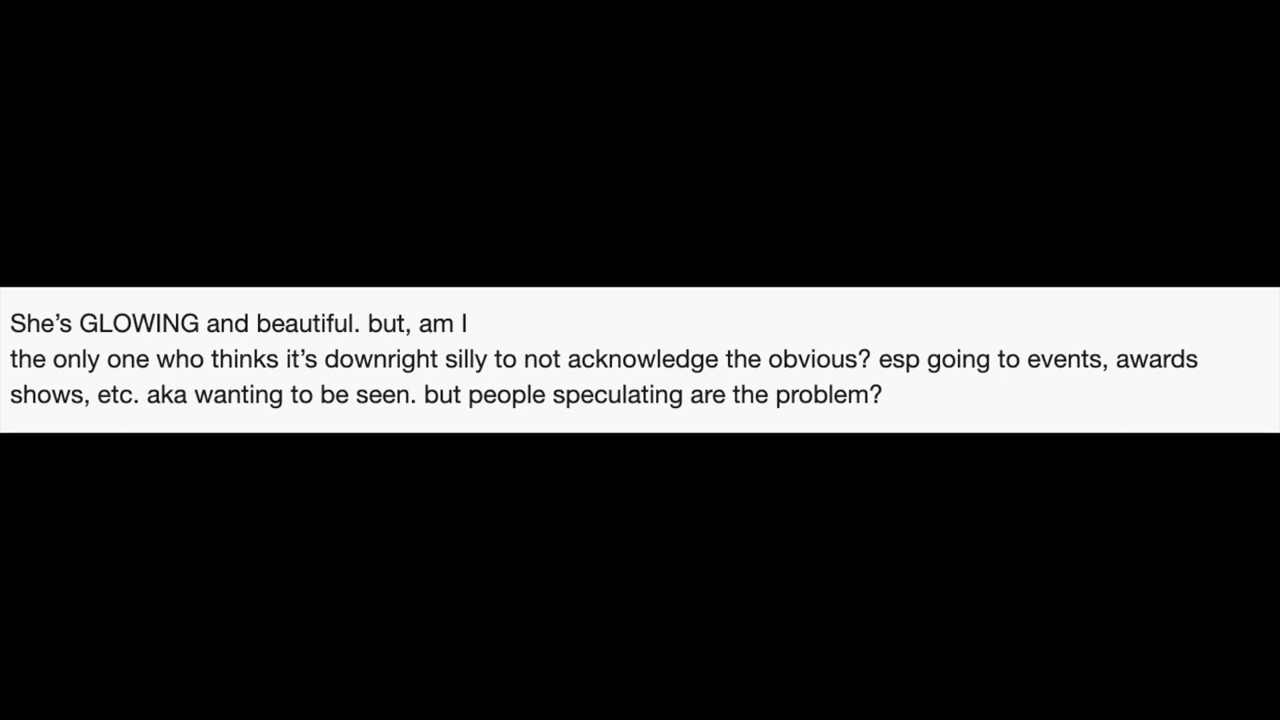 She’s GLOWING and beautiful. but, am I
the only one who thinks it’s downright silly to not acknowledge the obvious? esp going to events, awards
shows, etc. aka wanting to be seen. but people speculating are the problem?